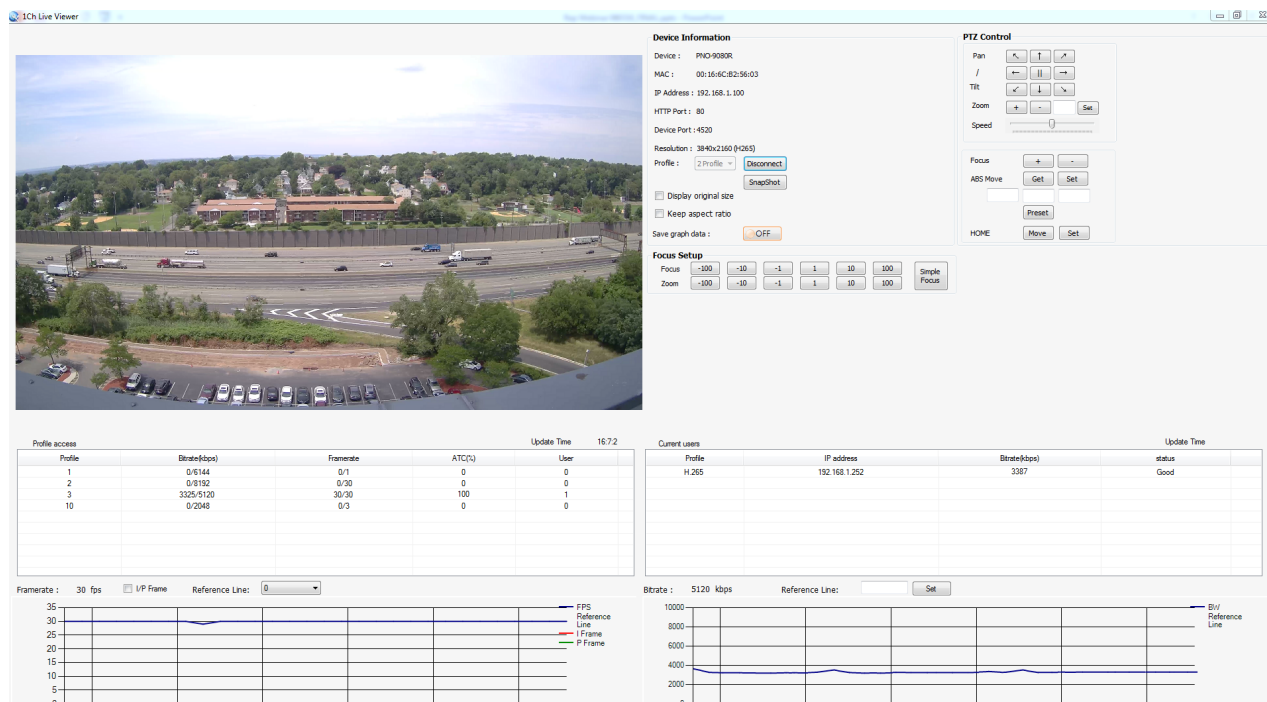 1Ch Live Viewer
Device Information
Device : PNO-9080R
MAC : 00:16:6C:B2:56:03
IP Address : 192.168.1.100
HTTP Port : 80
Device Port : 4520
Resolution : 3840x2160 (H265)
Profile : 2 Profile Disconnect
SnapShot
Display original size
Keep aspect ratio
Save graph data : OFF
Focus Setup
Focus -100 -10 -1 1 10 100
Zoom -100 -10 -1 1 10 100
Simple
Focus
PTZ Control
Pan ↖ ↑ ↗
/ ← || →
Tilt ↙ ↓ ↘
Zoom + - Set
Speed
Focus + -
ABS Move Get Set
Preset
HOME Move Set
Profile access Update Time 16:7:2
Profile Bitrate(kbps) Framerate ATC(%) User
1 0/6144 0/1 0 0
2 0/8192 0/30 0 0
3 3325/5120 30/30 100 1
10 0/2048 0/3 0 0
Current users Update Time
Profile IP address Bitrate(kbps) status
H.265 192.168.1.252 3387 Good
Framerate : 30 fps I/P Frame Reference Line: 0
35
30
25
20
15
10
5
0
FPS
Reference
Line
I Frame
P Frame
Bitrate : 5120 kbps Reference Line: Set
10000
8000
6000
4000
2000
0
BW
Reference
Line